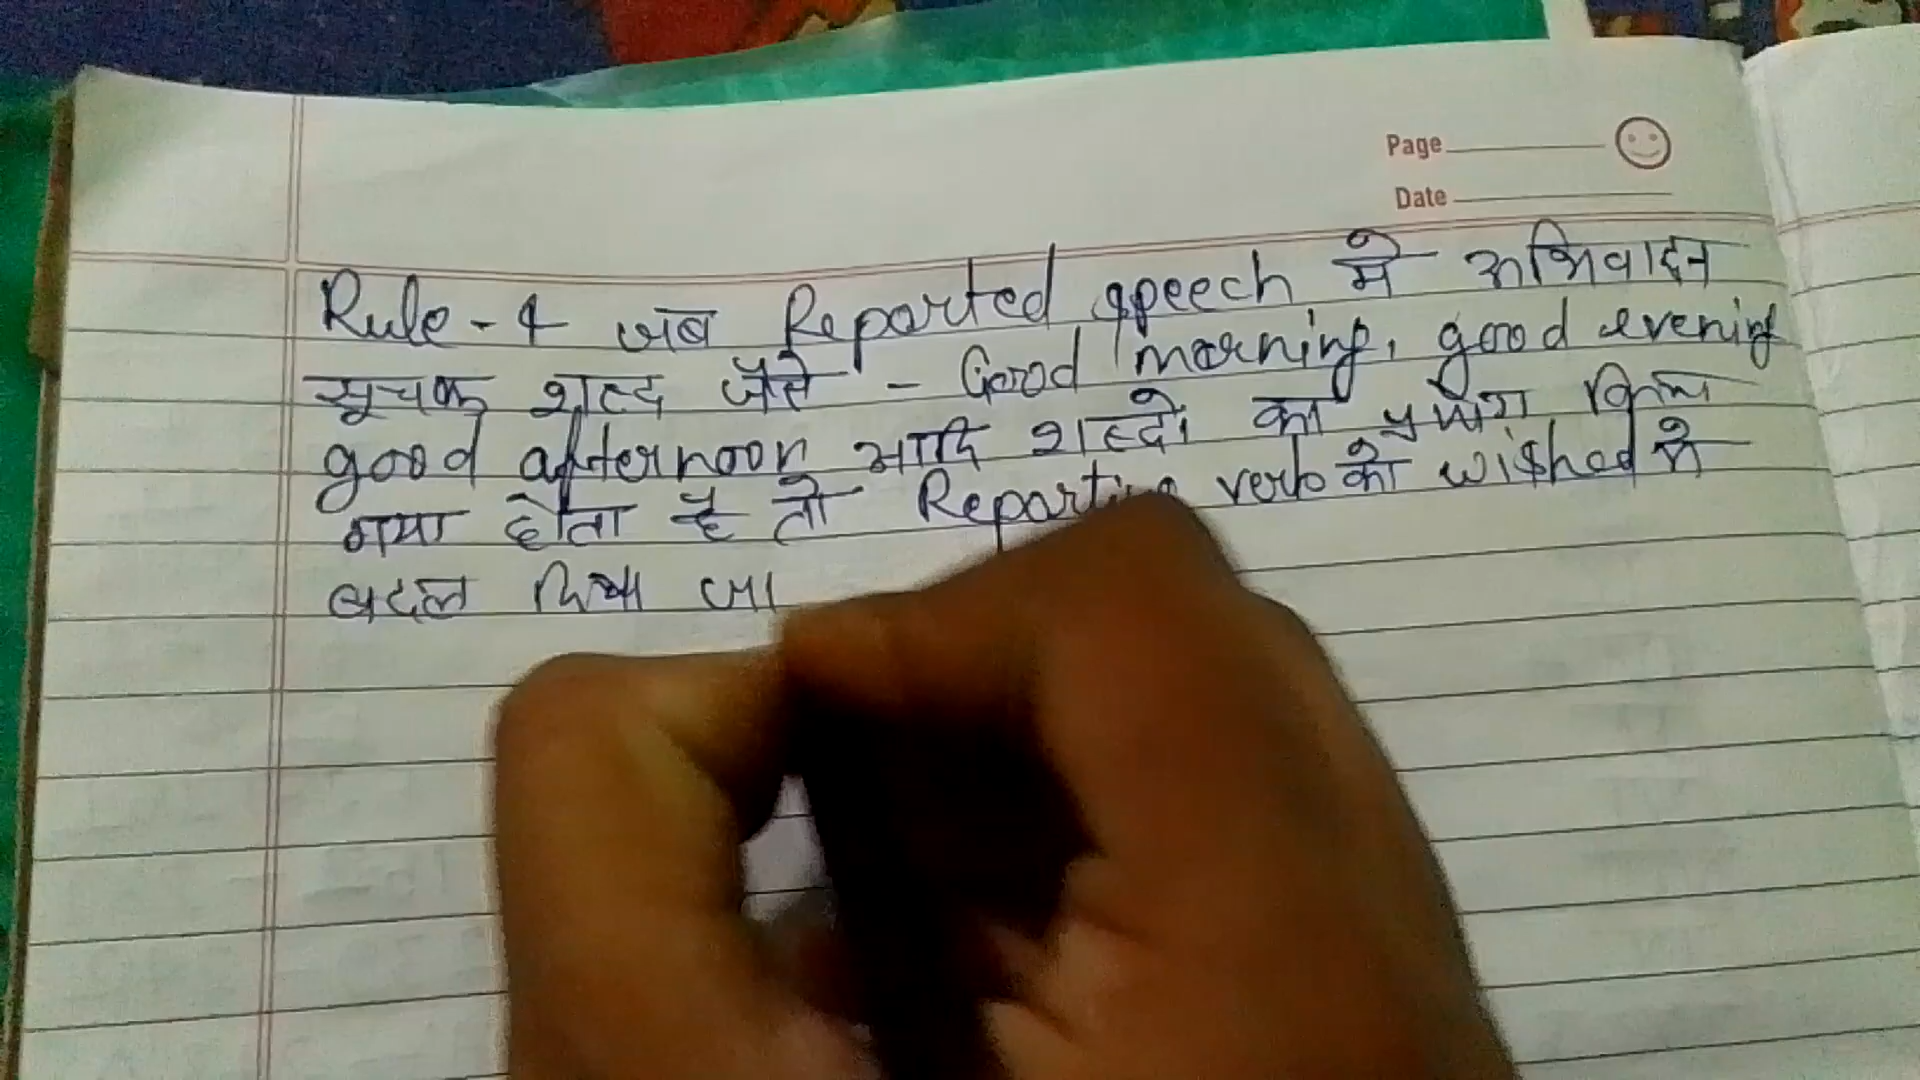 Page
Date
Rule - 4 जब Reported speech मे अभिवादन
सूचक शब्द जैसे - Good morning, good evening
good afternoon आदि शब्दो का प्रयोग किया
गया होता है तो Reporting verb को wished मे
बदल दिया जा